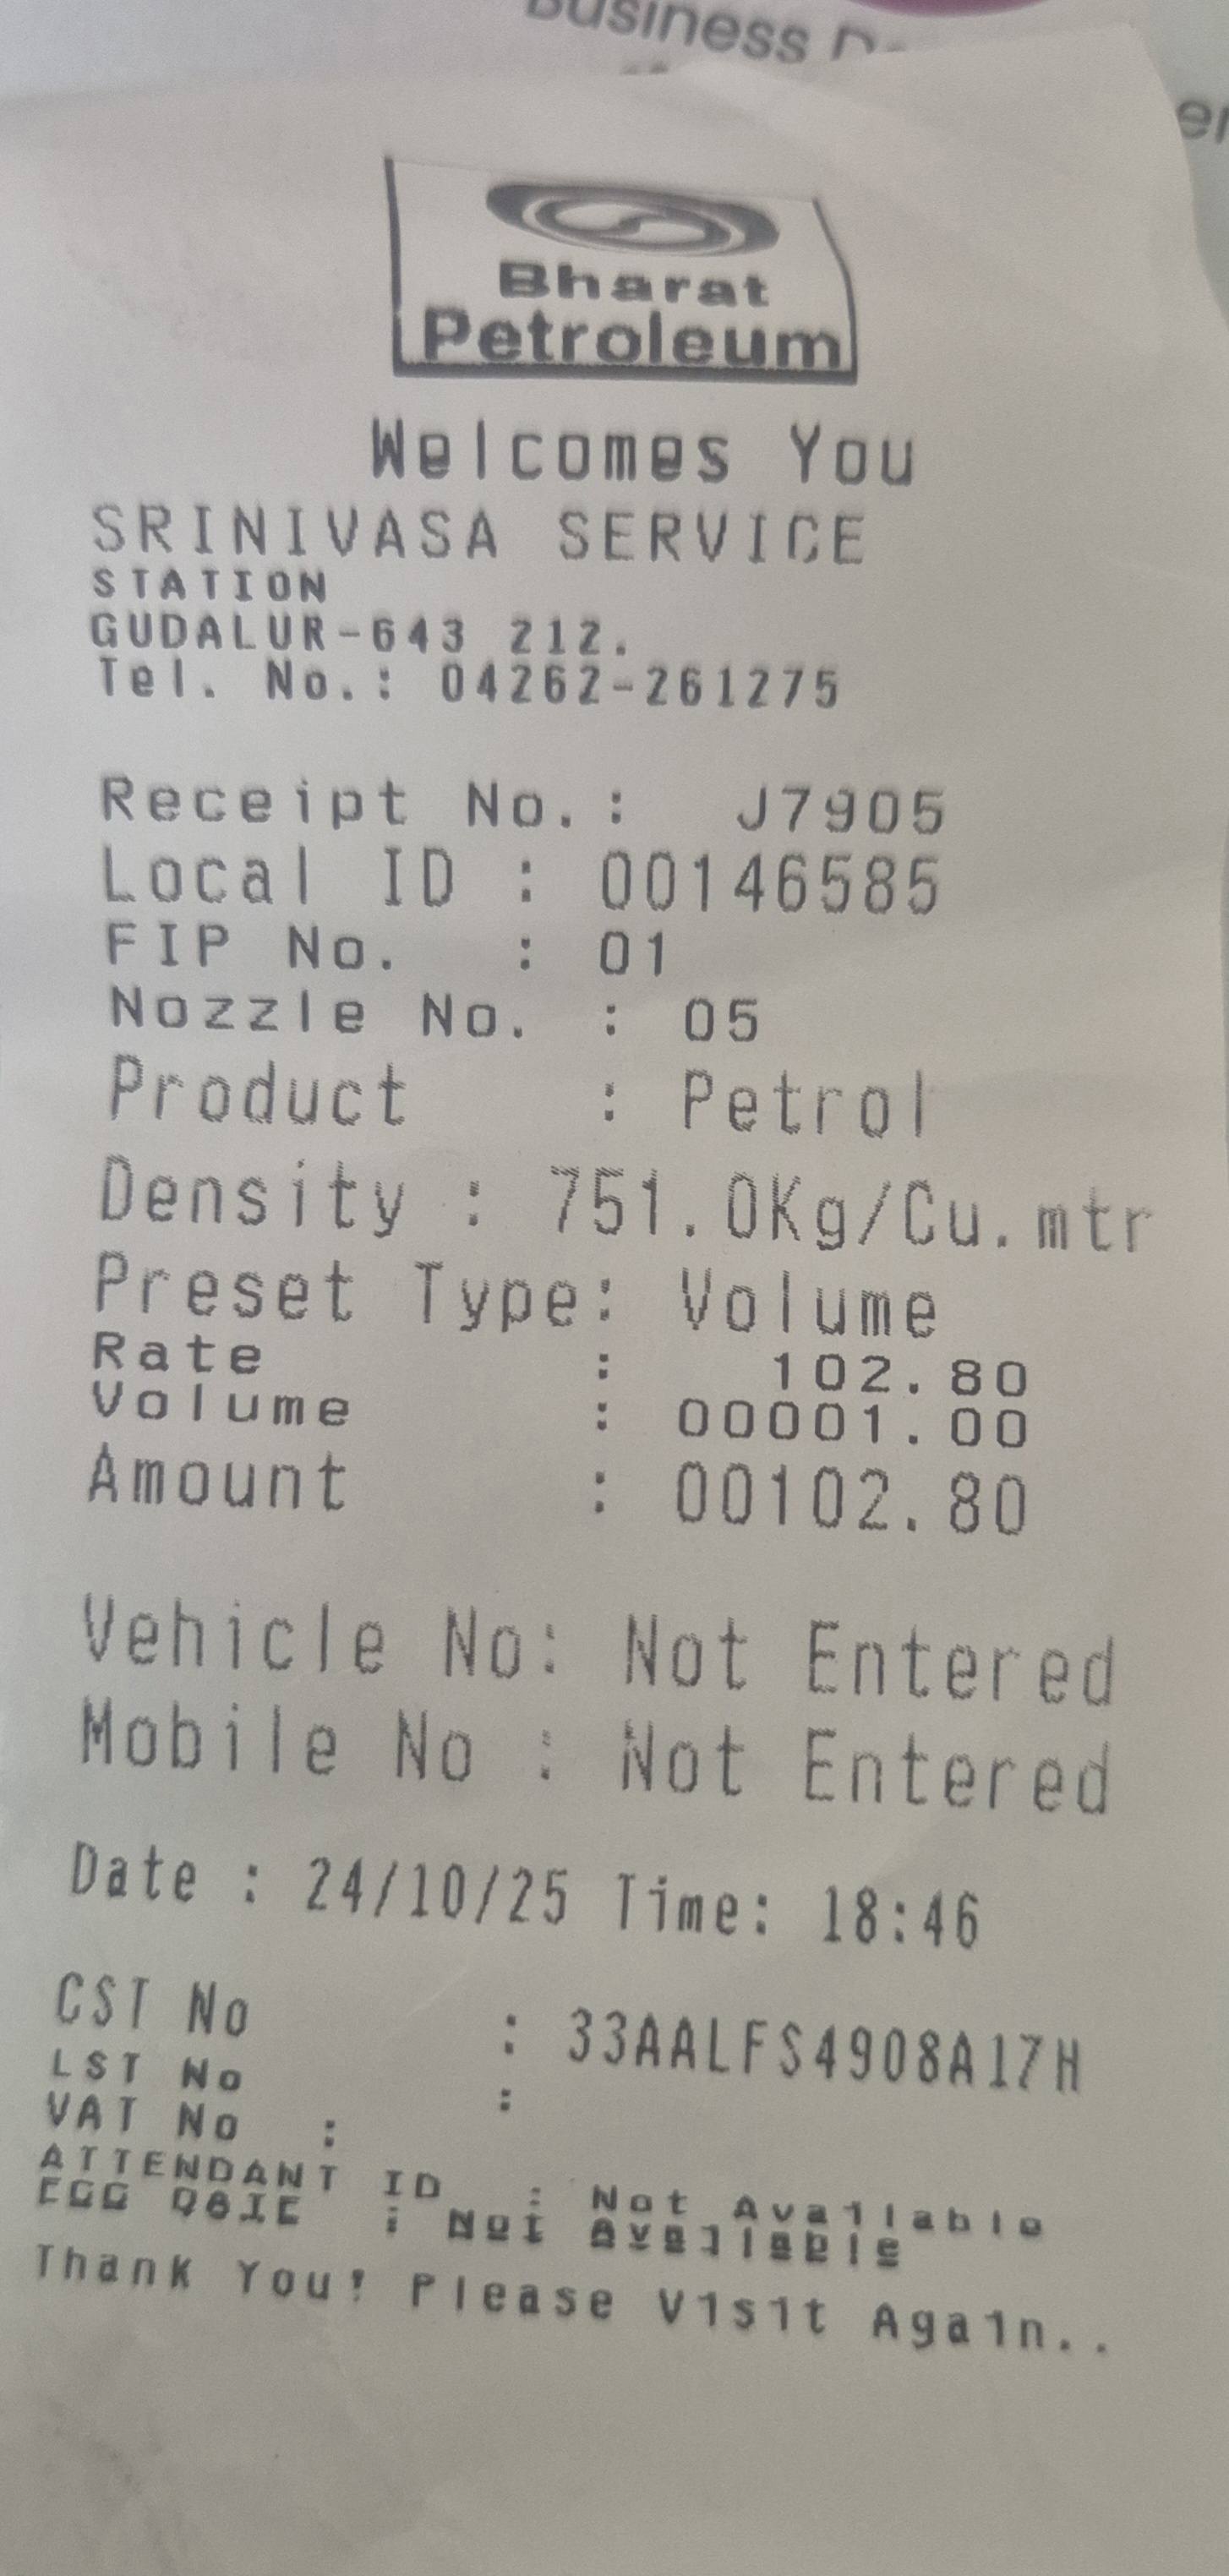 Business
Bharat
Petroleum
Welcomes You
SRINIVASA SERVICE
STATION
GUDALUR-643 212.
Tel. No.: 04262-261275
Receipt No.: J7905
Local ID : 00146585
FIP No. : 01
Nozzle No. : 05
Product : Petrol
Density : 751.0Kg/Cu.mtr
Preset Type: Volume
Rate : 102.80
Volume : 00001.00
Amount : 00102.80
Vehicle No: Not Entered
Mobile No : Not Entered
Date : 24/10/25 Time: 18:46
CST No : 33AALFS4908A17H
LST No :
VAT No :
ATTENDANT ID : Not Available
: Not Available
Thank You! Please Visit Again..